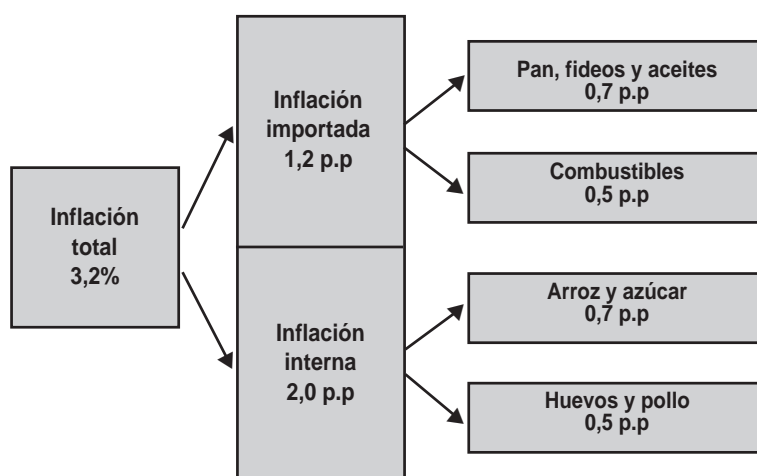 Inflación
total
3,2%
Inflación
importada
1,2 p.p
Inflación
interna
2,0 p.p
Pan, fideos y aceites
0,7 p.p
Combustibles
0,5 p.p
Arroz y azúcar
0,7 p.p
Huevos y pollo
0,5 p.p